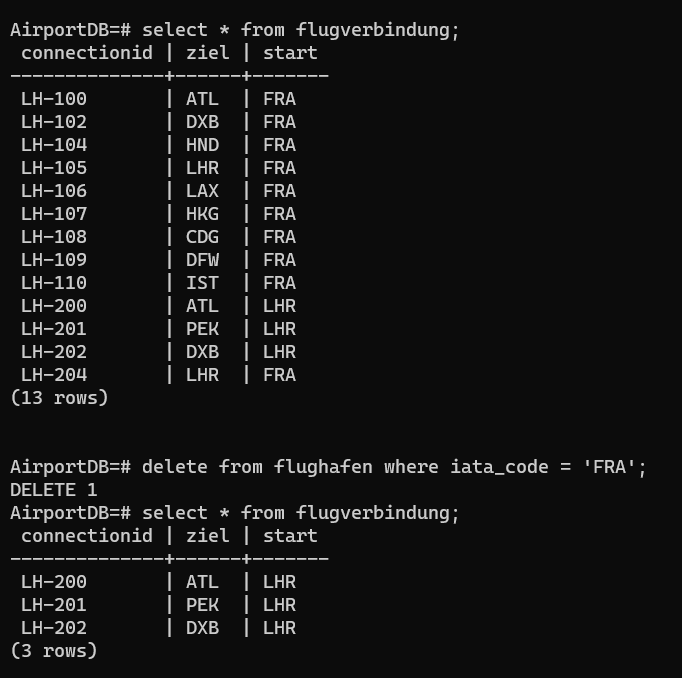 AirportDB=# select * from flugverbindung;
 connectionid | ziel | start
--------------+------+-------
 LH-100       | ATL  | FRA
 LH-102       | DXB  | FRA
 LH-104       | HND  | FRA
 LH-105       | LHR  | FRA
 LH-106       | LAX  | FRA
 LH-107       | HKG  | FRA
 LH-108       | CDG  | FRA
 LH-109       | DFW  | FRA
 LH-110       | IST  | FRA
 LH-200       | ATL  | LHR
 LH-201       | PEK  | LHR
 LH-202       | DXB  | LHR
 LH-204       | LHR  | FRA
(13 rows)

AirportDB=# delete from flughafen where iata_code = 'FRA';
DELETE 1
AirportDB=# select * from flugverbindung;
 connectionid | ziel | start
--------------+------+-------
 LH-200       | ATL  | LHR
 LH-201       | PEK  | LHR
 LH-202       | DXB  | LHR
(3 rows)